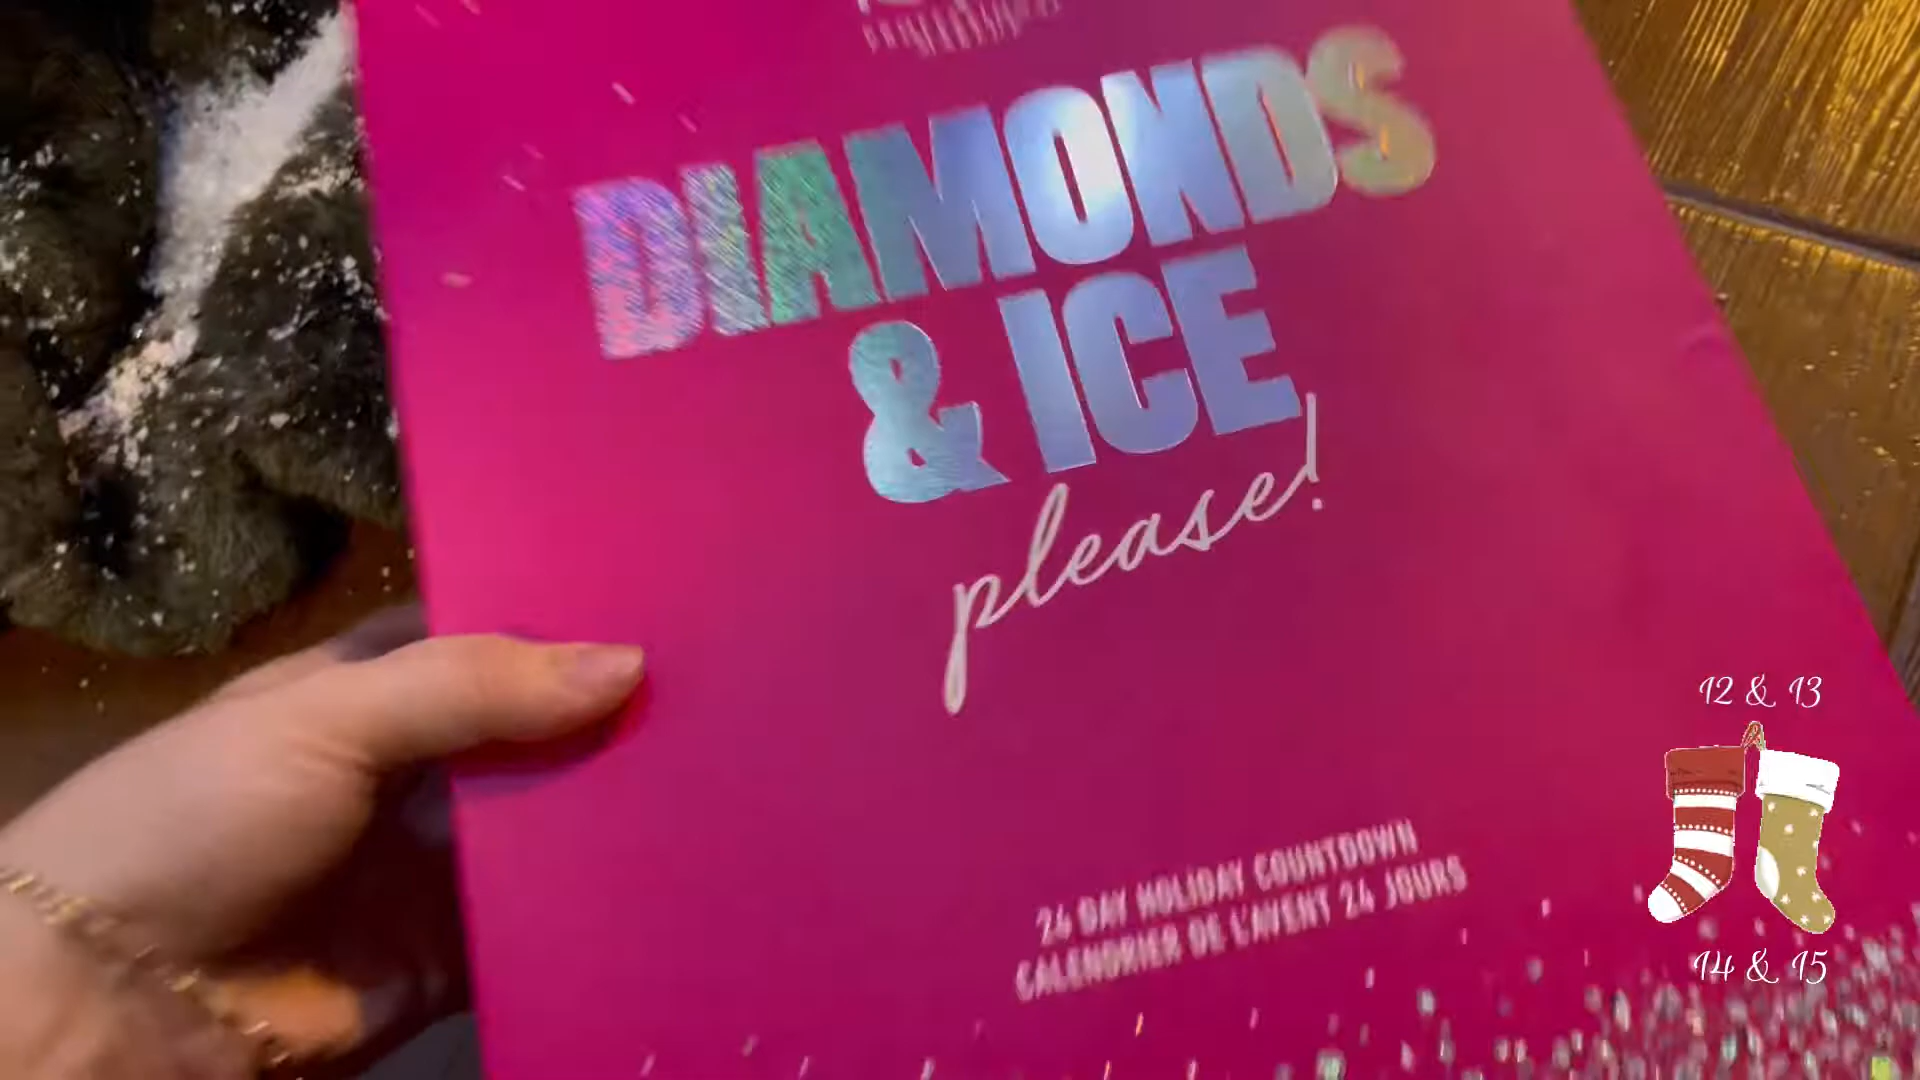 DIAMONDS
& ICE
please!
24 DAY HOLIDAY COUNTDOWN
CALENDRIER DE L'AVENT 24 JOURS
12 & 13
14 & 15